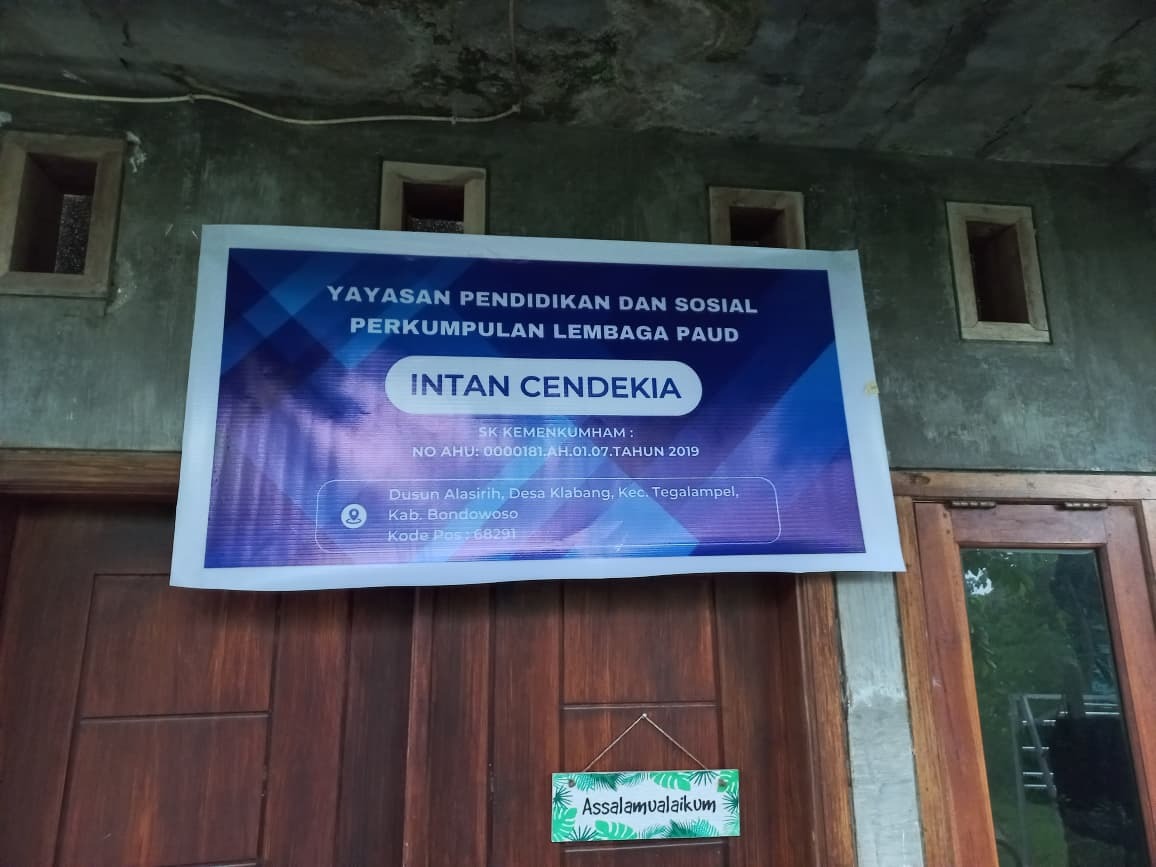 YAYASAN PENDIDIKAN DAN SOSIAL
PERKUMPULAN LEMBAGA PAUD
INTAN CENDEKIA
SK KEMENKUMHAM :
NO AHU: 0000181.AH.01.07.TAHUN 2019
Dusun Alasirih, Desa Klabang, Kec. Tegalampel,
Kab. Bondowoso
Kode Pos : 68291
Assalamualaikum